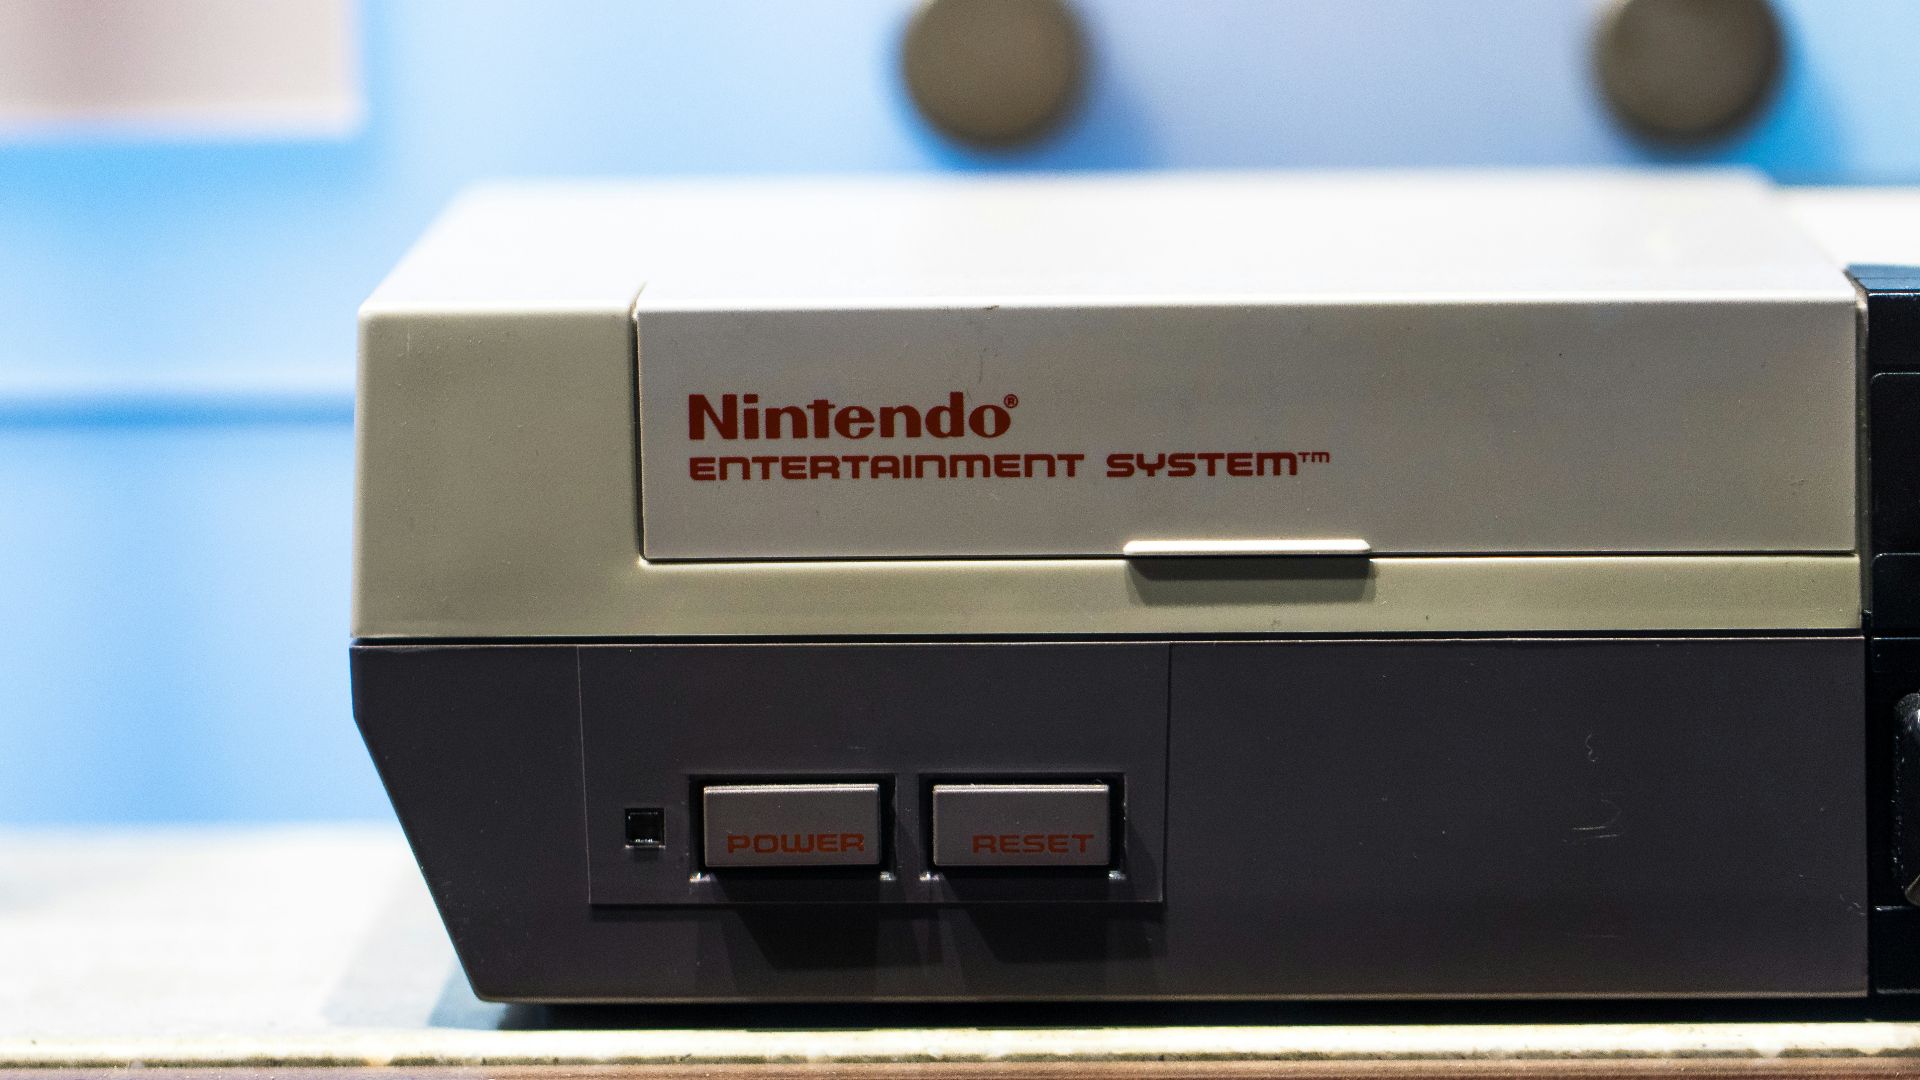 Nintendo®
ENTERTAINMENT SYSTEM™
POWER
RESET